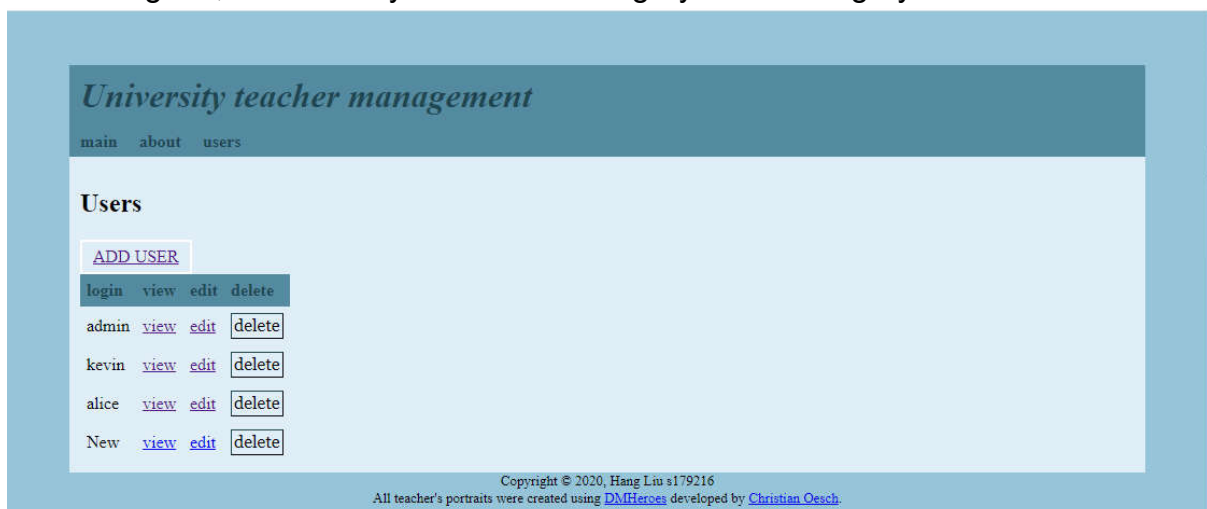 University teacher management
main about users
Users
ADD USER
login view edit delete
admin view edit delete
kevin view edit delete
alice view edit delete
New view edit delete
Copyright © 2020, Hang Liu s179216
All teacher's portraits were created using DMHeroes developed by Christian Oesch.